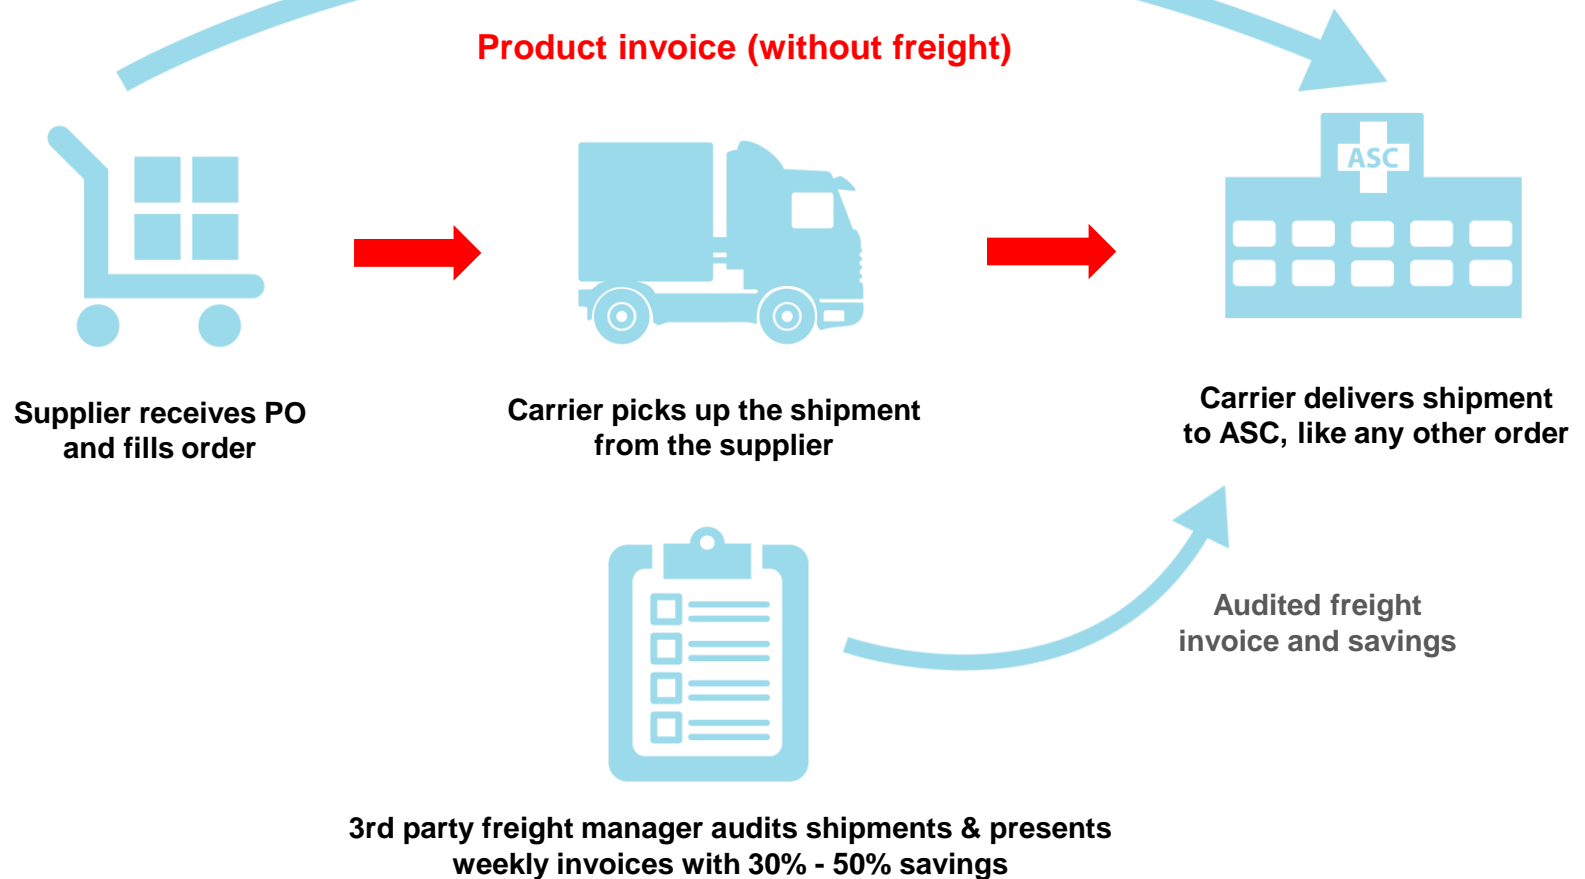 Product invoice (without freight)
ASC
Supplier receives PO
and fills order
Carrier picks up the shipment
from the supplier
Carrier delivers shipment
to ASC, like any other order
Audited freight
invoice and savings
3rd party freight manager audits shipments & presents
weekly invoices with 30% - 50% savings